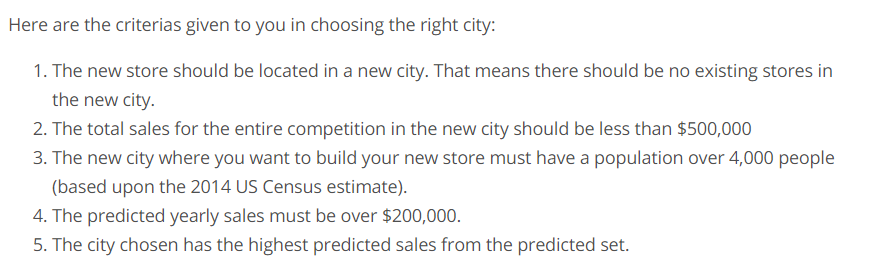 Here are the criterias given to you in choosing the right city:
1. The new store should be located in a new city. That means there should be no existing stores in
the new city.
2. The total sales for the entire competition in the new city should be less than $500,000
3. The new city where you want to build your new store must have a population over 4,000 people
(based upon the 2014 US Census estimate).
4. The predicted yearly sales must be over $200,000.
5. The city chosen has the highest predicted sales from the predicted set.